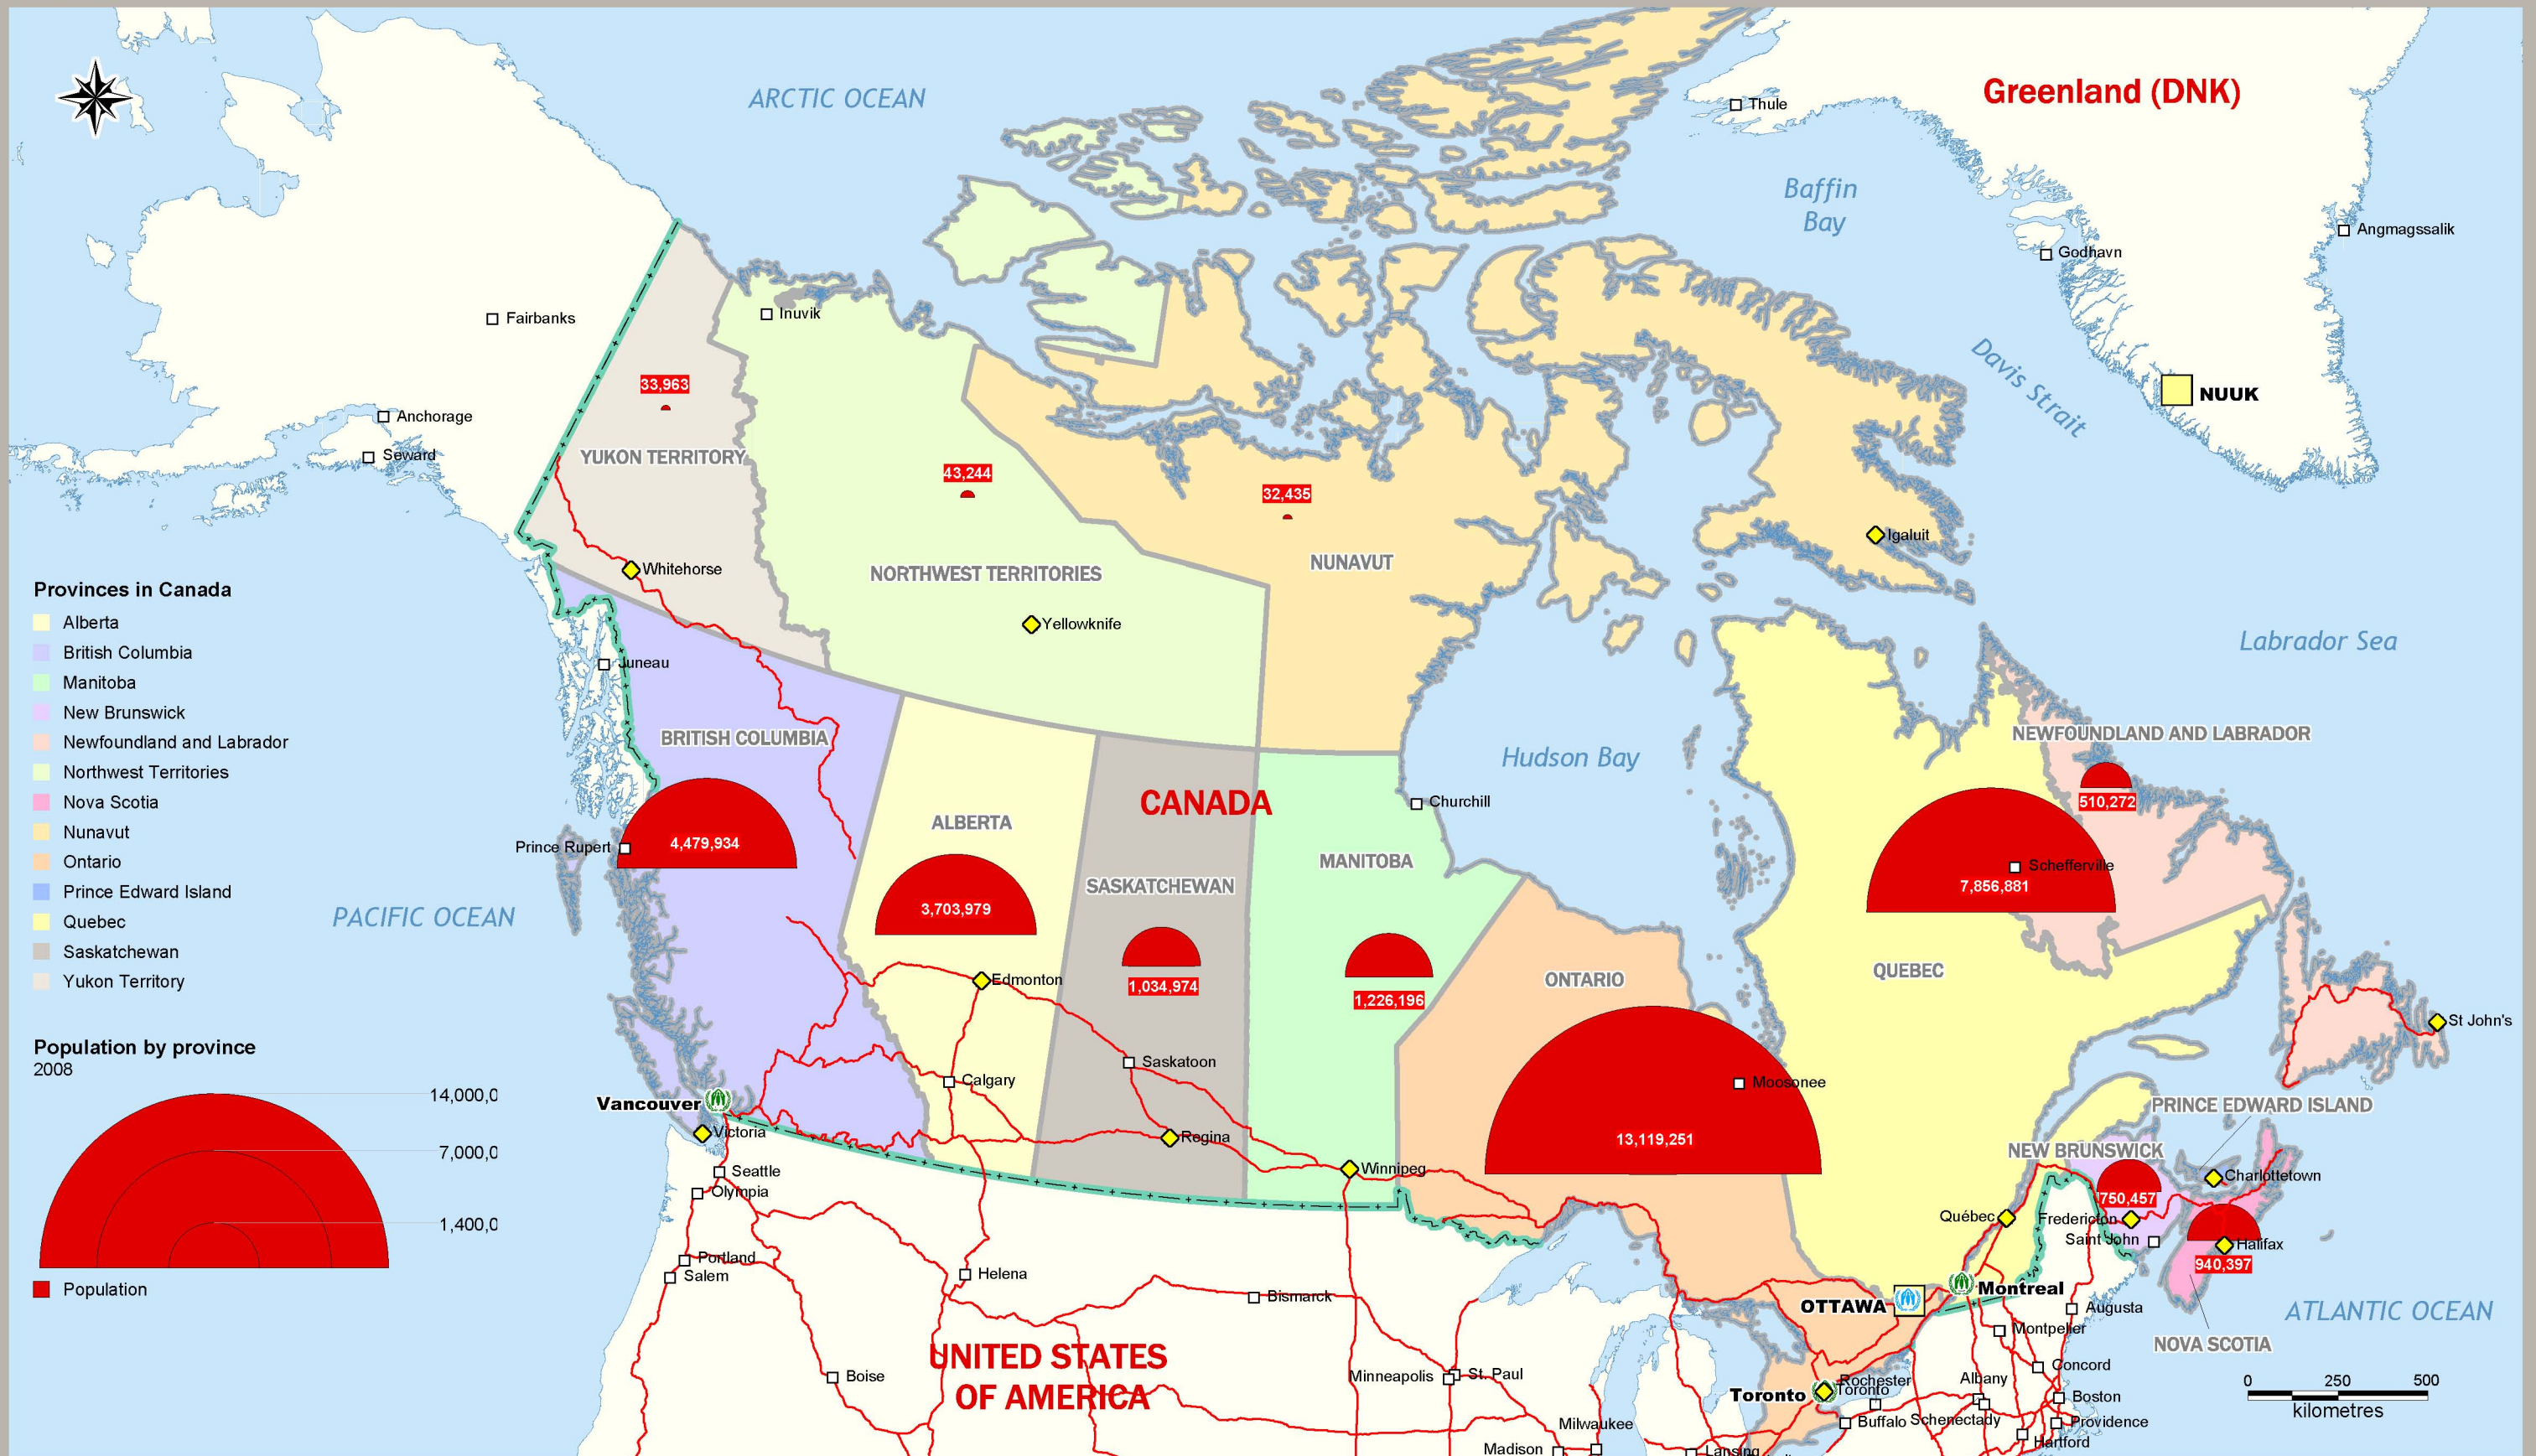 ARCTIC OCEAN
Greenland (DNK)
Thule
Baffin
Bay
Angmagssalik
Godhavn
Inuvik
Fairbanks
33,963
Davis Strait
NUUK
Anchorage
Seward
YUKON TERRITORY
43,244
32,435
Igaluit
NUNAVUT
Whitehorse
NORTHWEST TERRITORIES
Yellowknife
Labrador Sea
Juneau
Provinces in Canada
Alberta
British Columbia
Manitoba
New Brunswick
Newfoundland and Labrador
Northwest Territories
Nova Scotia
Nunavut
Ontario
Prince Edward Island
Quebec
Saskatchewan
Yukon Territory
BRITISH COLUMBIA
NEWFOUNDLAND AND LABRADOR
Hudson Bay
CANADA
Churchill
510,272
ALBERTA
4,479,934
Prince Rupert
MANITOBA
SASKATCHEWAN
Schefferville
7,856,881
3,703,979
PACIFIC OCEAN
QUEBEC
ONTARIO
Edmonton
1,034,974
1,226,196
St John's
Population by province
2008
14,000,0
7,000,0
1,400,0
Population
Saskatoon
Calgary
Moosonee
Vancouver
Victoria
PRINCE EDWARD ISLAND
Regina
13,119,251
NEW BRUNSWICK
Winnipeg
Seattle
Olympia
Charlottetown
750,457
Québec
Fredericton
Saint John
Halifax
940,397
Portland
Salem
Helena
Bismarck
Montreal
OTTAWA
Augusta
ATLANTIC OCEAN
Montpelier
NOVA SCOTIA
UNITED STATES
OF AMERICA
Boise
Minneapolis
St. Paul
Concord
Rochester
Albany
Toronto
Toronto
Boston
0 250 500
kilometres
Milwaukee
Buffalo
Schenectady
Providence
Hartford
Madison
Lansing